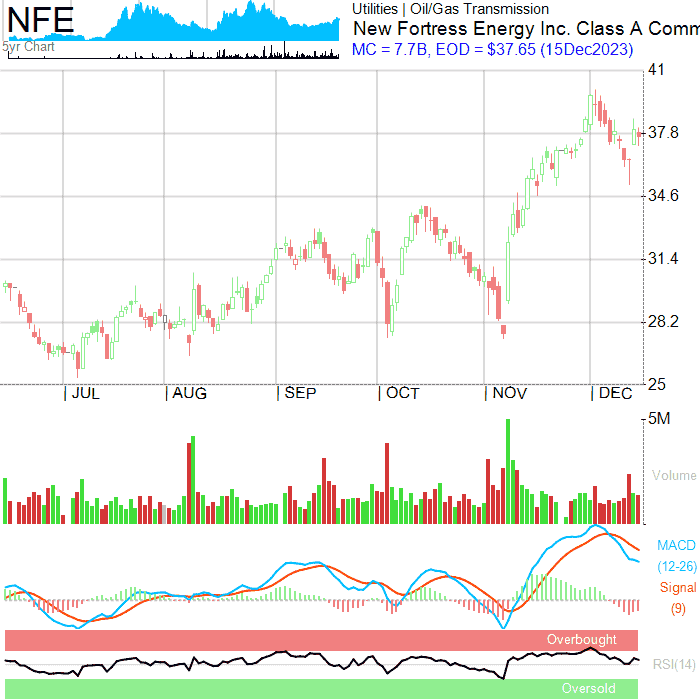 NFE
5yr Chart
Utilities | Oil/Gas Transmission
New Fortress Energy Inc. Class A Comm
MC = 7.7B, EOD = $37.65 (15Dec2023)
41
37.8
34.6
31.4
28.2
25
| JUL | AUG | SEP | OCT | NOV | DEC
5M
Volume
MACD
(12-26)
Signal
(9)
Overbought
RSI(14)
Oversold